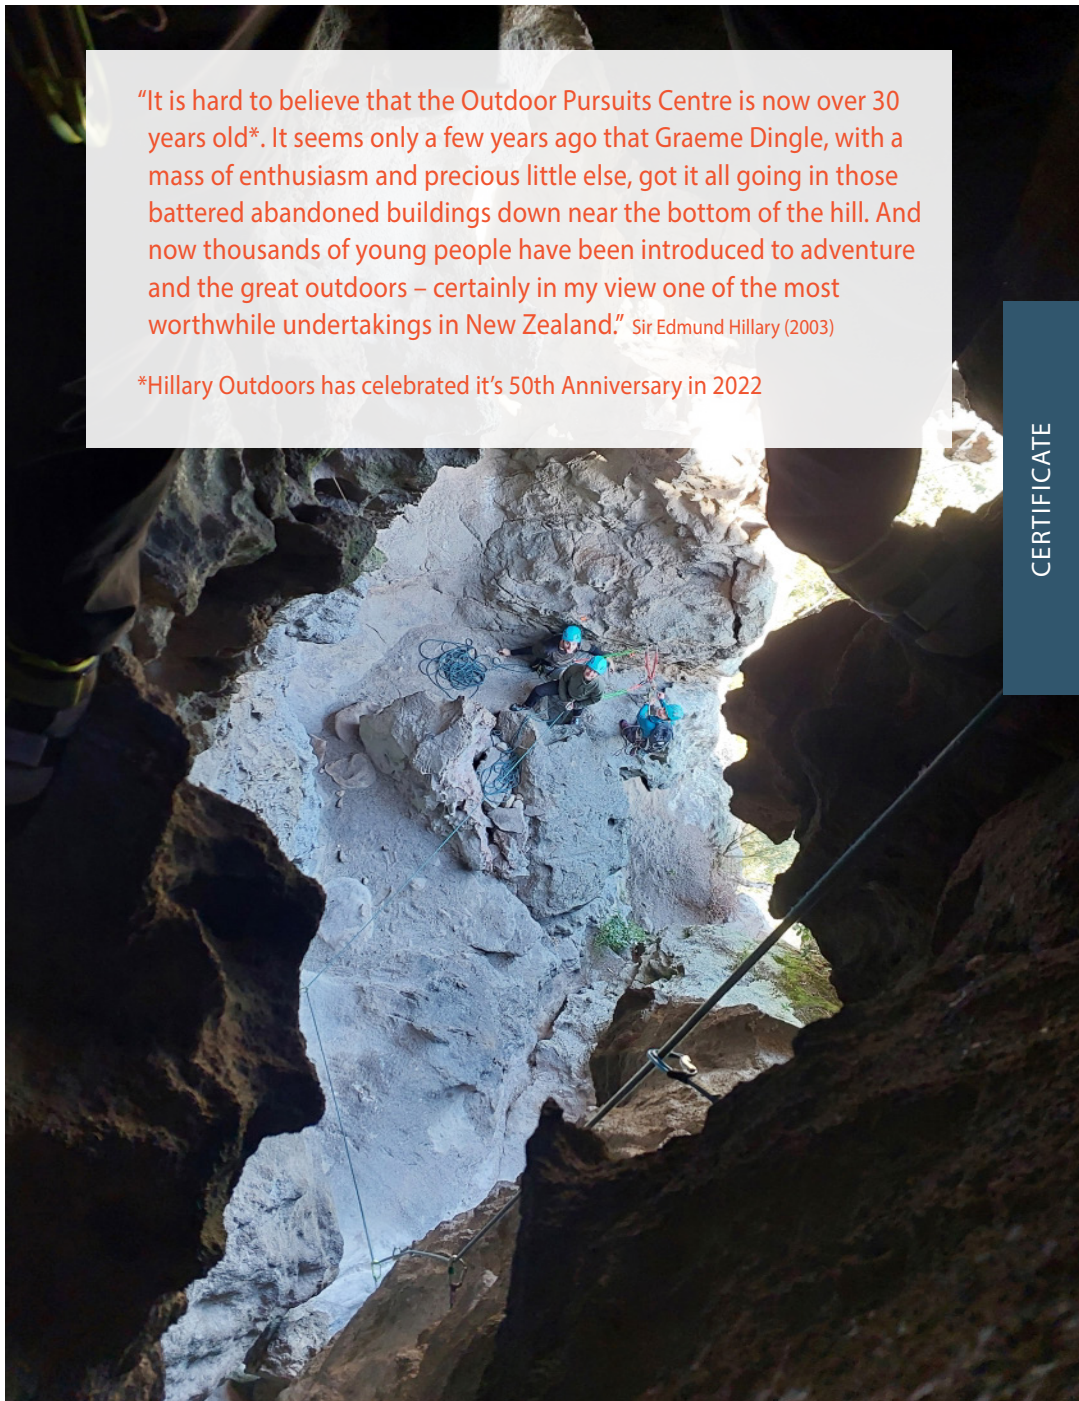 “It is hard to believe that the Outdoor Pursuits Centre is now over 30
years old*. It seems only a few years ago that Graeme Dingle, with a
mass of enthusiasm and precious little else, got it all going in those
battered abandoned buildings down near the bottom of the hill. And
now thousands of young people have been introduced to adventure
and the great outdoors – certainly in my view one of the most
worthwhile undertakings in New Zealand.” Sir Edmund Hillary (2003)
*Hillary Outdoors has celebrated it’s 50th Anniversary in 2022
CERTIFICATE